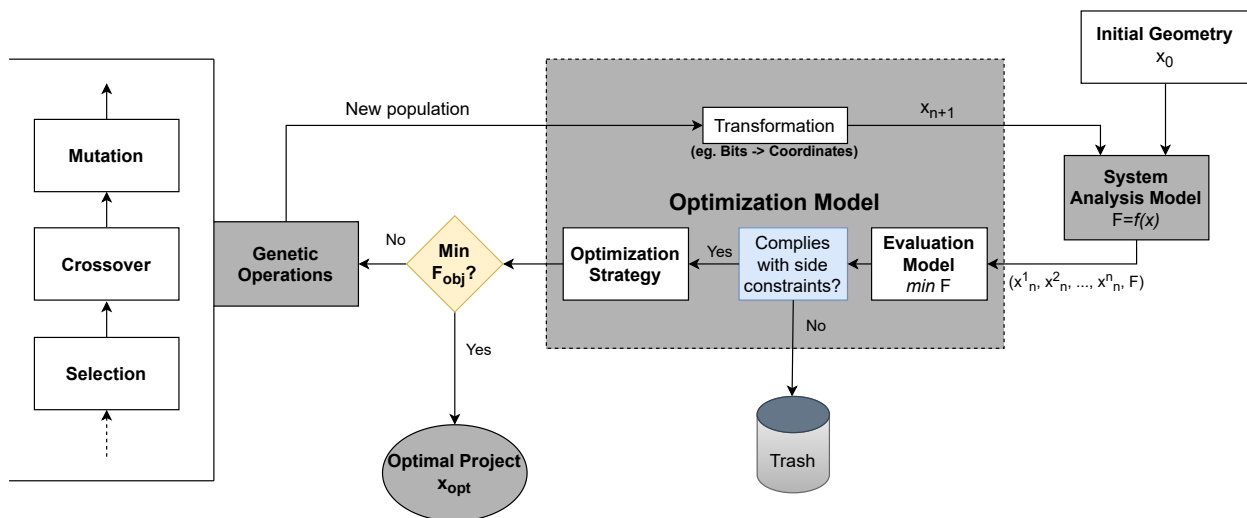 Initial Geometry
x₀
New population
Transformation
(eg. Bits -> Coordinates)
xₙ₊₁
Mutation
System
Analysis Model
F=f(x)
Optimization Model
Genetic
Operations
No
Min
F_obj?
Optimization
Strategy
Yes
Complies
with side
constraints?
Evaluation
Model
min F
(x¹ₙ, x²ₙ, ..., xⁿₙ, F)
Crossover
No
Yes
Selection
Optimal Project
x_opt
Trash